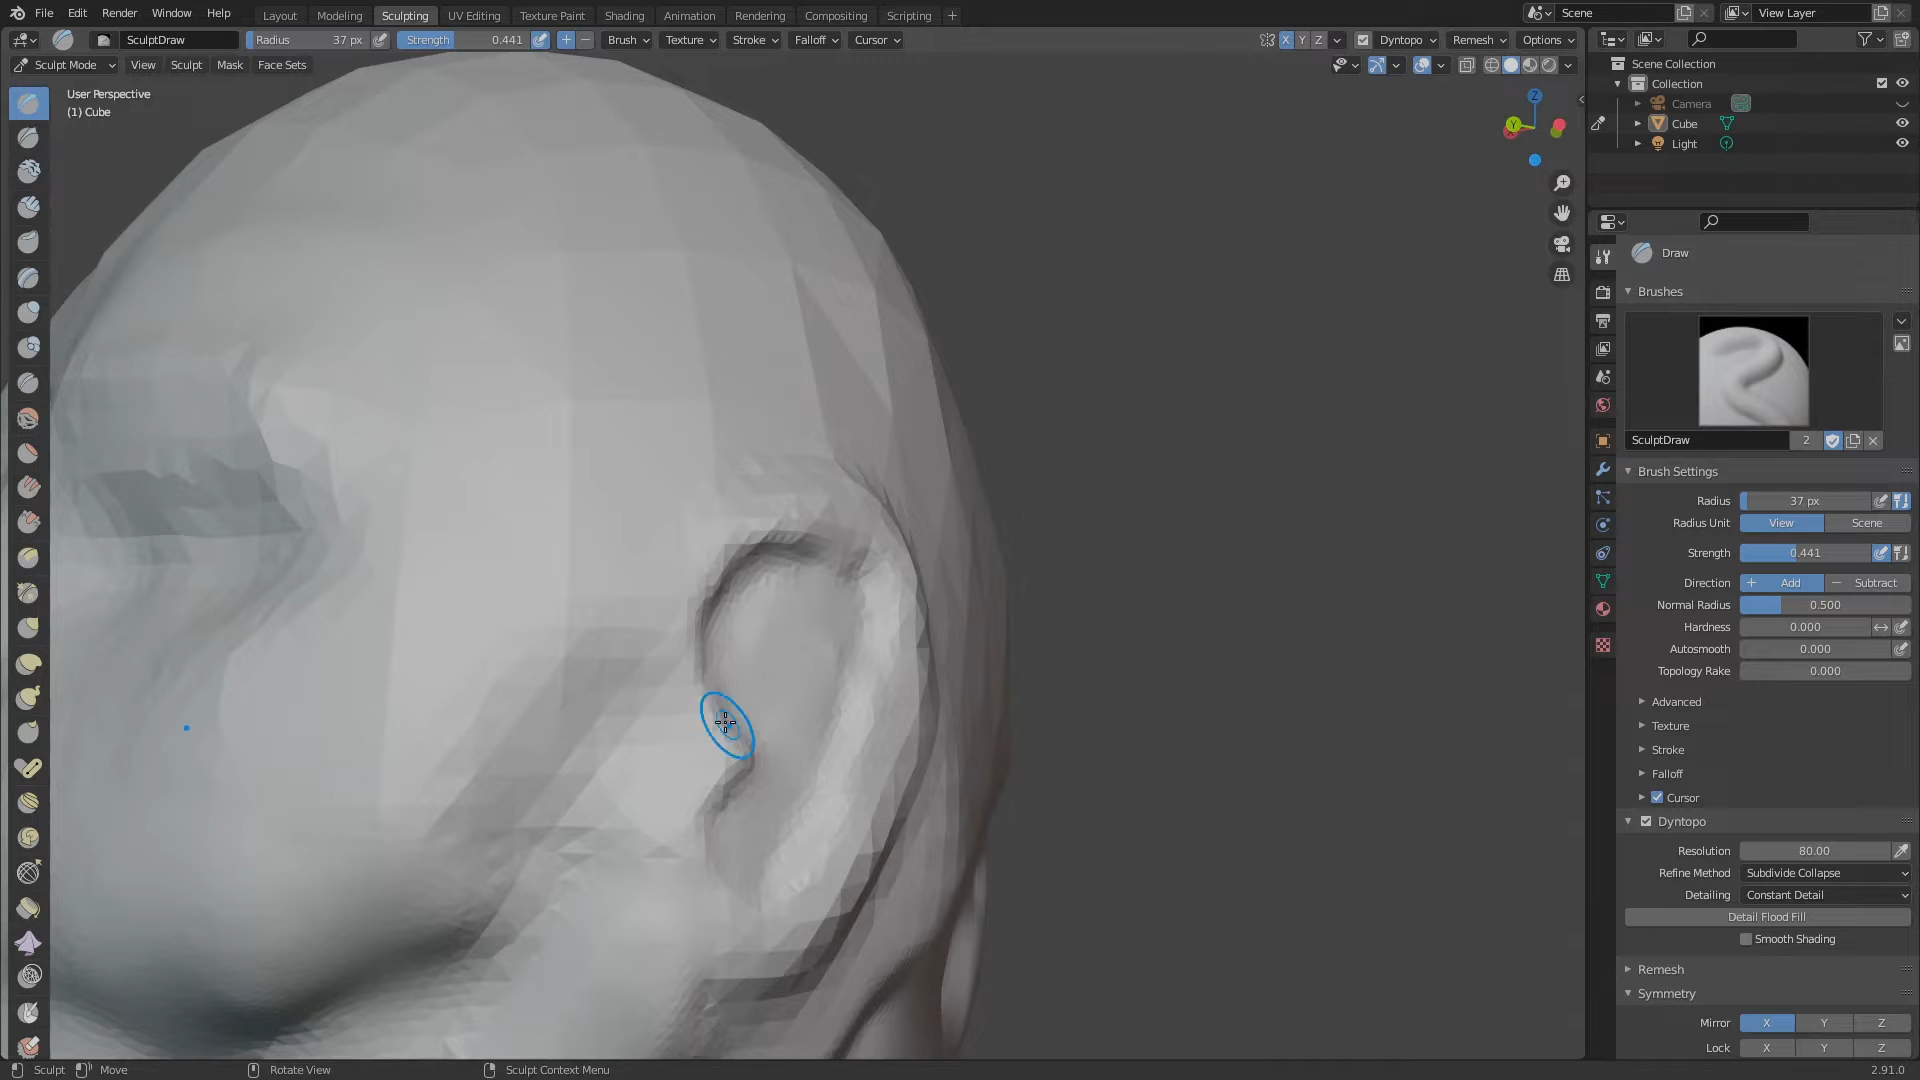 File Edit Render Window Help Layout Modeling Sculpting UV Editing Texture Paint Shading Animation Rendering Compositing Scripting + Scene View Layer
SculptDraw Radius 37 px Strength 0.441 + − Brush Texture Stroke Falloff Cursor X Y Z Dyntopo Remesh Options
Sculpt Mode View Sculpt Mask Face Sets
User Perspective
(1) Cube
Z
Y
X
Scene Collection
Collection
Camera
Cube
Light
Draw
Brushes
SculptDraw 2
Brush Settings
Radius 37 px
Radius Unit View Scene
Strength 0.441
Direction + Add − Subtract
Normal Radius 0.500
Hardness 0.000
Autosmooth 0.000
Topology Rake 0.000
Advanced
Texture
Stroke
Falloff
Cursor
Dyntopo
Resolution 80.00
Refine Method Subdivide Collapse
Detailing Constant Detail
Detail Flood Fill
Smooth Shading
Remesh
Symmetry
Mirror X Y Z
Lock X Y Z
Sculpt Move Rotate View Sculpt Context Menu 2.91.0